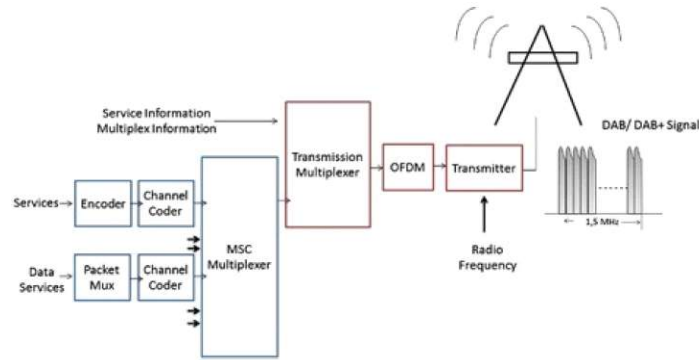 Service Information
Multiplex Information
Transmission
Multiplexer
OFDM
Transmitter
DAB/ DAB+ Signal
1,5 MHz
Radio
Frequency
Services
Encoder
Channel
Coder
MSC
Multiplexer
Data
Services
Packet
Mux
Channel
Coder